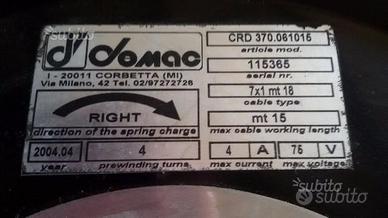 domac
I - 20011 CORBETTA (MI)
Via Milano, 42 Tel. 02/97272726
RIGHT
direction of the spring charge
2004.04
year
4
prewinding turns
CRD 370.081015
article mod.
115365
serial nr.
7x1 mt 18
cable type
mt 15
max cable working length
4 A
max current
75 V
max voltage
subito
subito